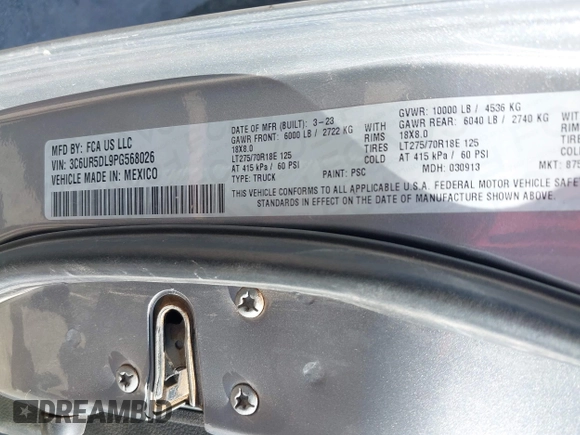 MFD BY: FCA US LLC
VIN: 3C6UR5DL9PG568026
VEHICLE MADE IN: MEXICO
DATE OF MFR (BUILT): 3-23
GAWR FRONT: 6000 LB / 2722 KG
18X8.0 RIMS
LT275/70R18E 125 TIRES
AT 415 kPa / 60 PSI
TYPE: TRUCK PAINT: PSC
GVWR: 10000 LB / 4536 KG
GAWR REAR: 6040 LB / 2740 KG
18X8.0 RIMS
LT275/70R18E 125 TIRES
AT 415 kPa / 60 PSI
MDH: 030913 MKT:
THIS VEHICLE CONFORMS TO ALL APPLICABLE U.S.A. FEDERAL MOTOR VEHICLE SAFE
STANDARDS IN EFFECT ON THE DATE OF MANUFACTURE SHOWN ABOVE.
DREAMBID